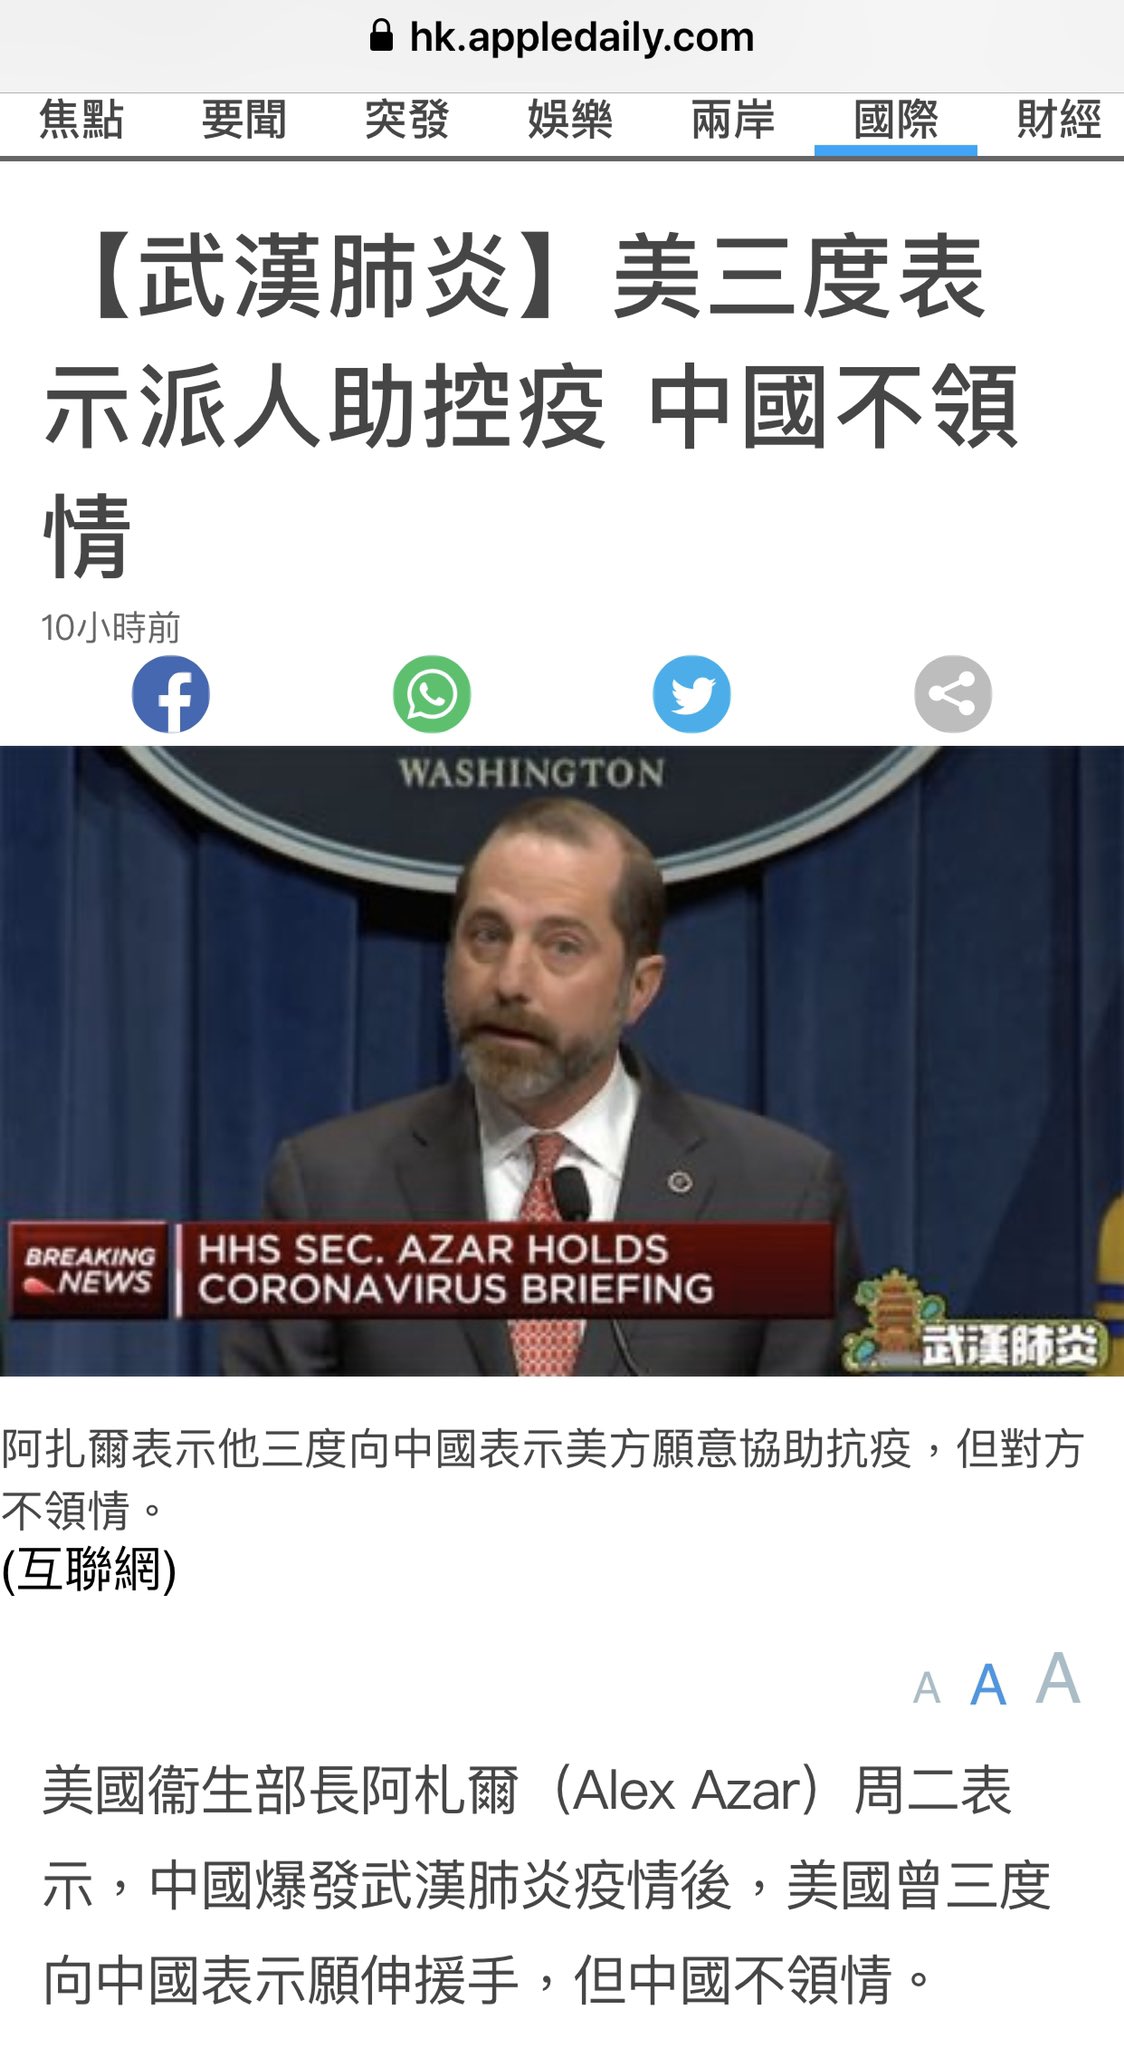 hk.appledaily.com
焦點 要聞 突發 娛樂 兩岸 國際 財經
【武漢肺炎】美三度表
示派人助控疫 中國不領
情
10小時前
WASHINGTON
BREAKING NEWS
HHS SEC. AZAR HOLDS
CORONAVIRUS BRIEFING
武漢肺炎
阿扎爾表示他三度向中國表示美方願意協助抗疫，但對方
不領情。
(互聯網)
A A A
美國衞生部長阿札爾（Alex Azar）周二表
示，中國爆發武漢肺炎疫情後，美國曾三度
向中國表示願伸援手，但中國不領情。